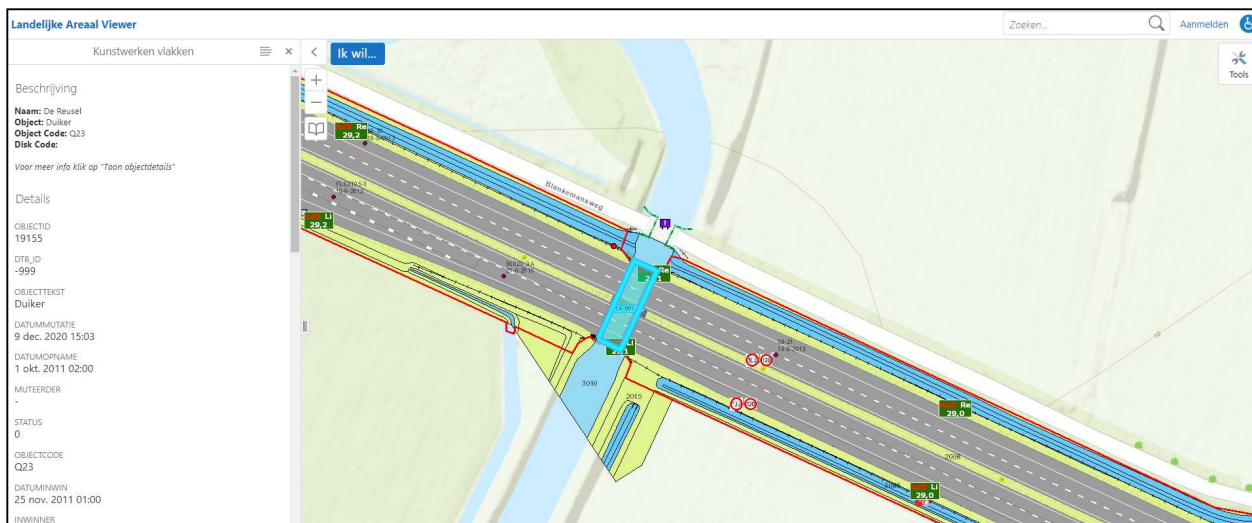 Landelijke Areaal Viewer
Zoeken...
Aanmelden
Kunstwerken vlakken
Ik wil...
Tools
Beschrijving
Naam: De Reusel
Object: Duiker
Object Code: Q23
Disk Code:
Voor meer info klik op "Toon objectdetails"
Details
OBJECTID
19155
DTB_ID
-999
OBJECTTEKST
Duiker
DATUMMUTATIE
9 dec. 2020 15:03
DATUMOPNAME
1 okt. 2011 02:00
MUTEERDER
-
STATUS
0
OBJECTCODE
Q23
DATUMINWIN
25 nov. 2011 01:00
INWINNER
Re
29,2
Li
29,2
Blankemansweg
Re
Li
3010
2015
Re
29,0
2008
Li
29,0